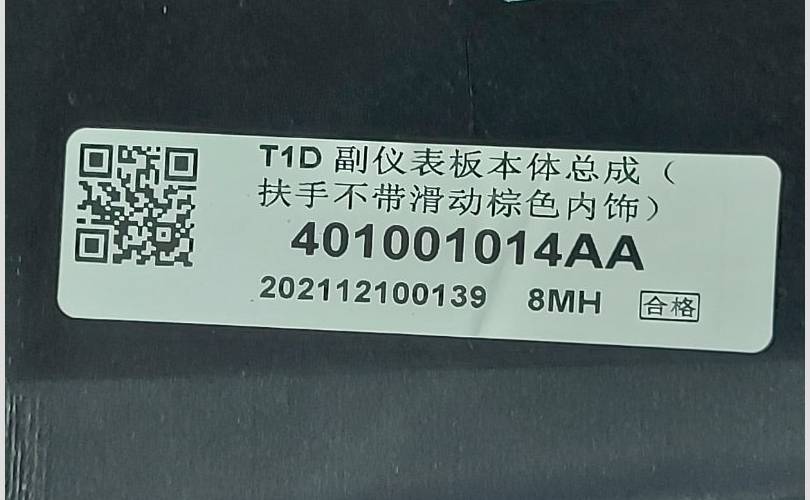 T1D 副仪表板本体总成（
扶手不带滑动棕色内饰）
401001014AA
202112100139 8MH 合格